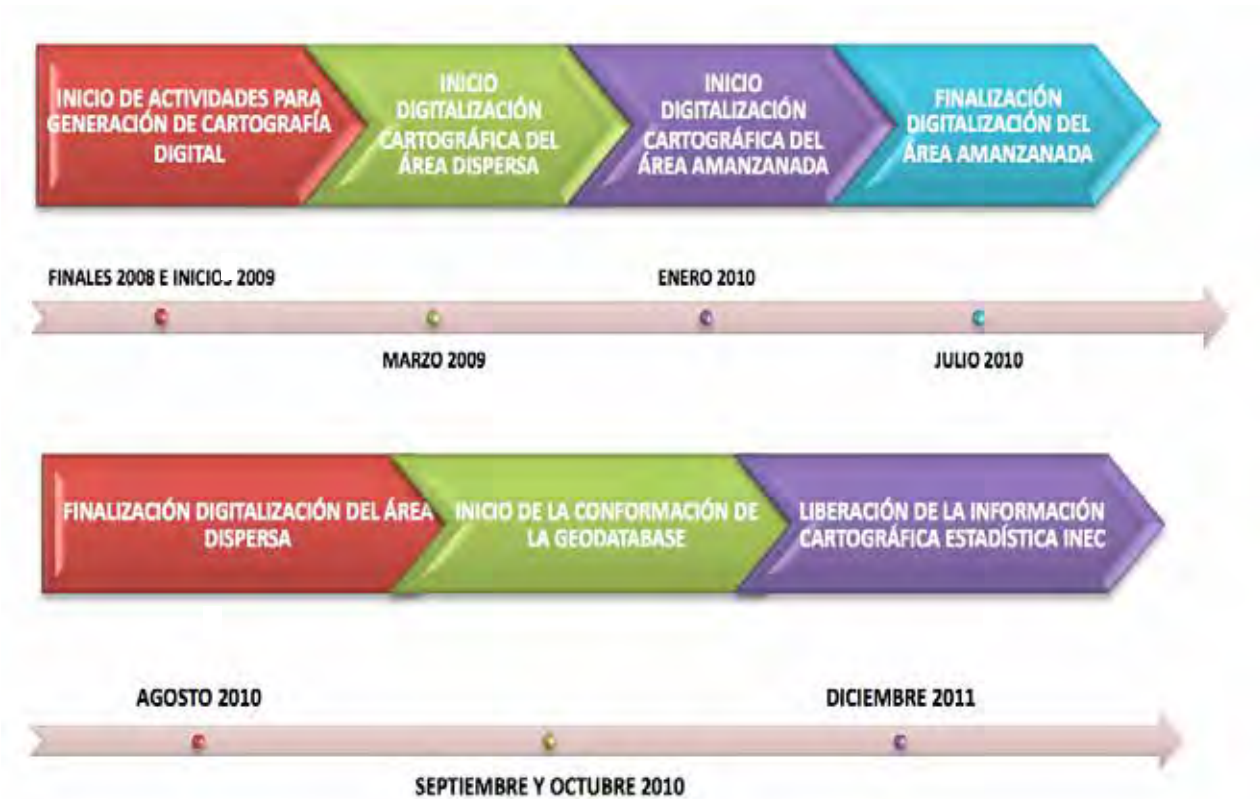 INICIO DE ACTIVIDADES PARA
GENERACIÓN DE CARTOGRAFÍA
DIGITAL
INICIO
DIGITALIZACIÓN
CARTOGRÁFICA DEL
ÁREA DISPERSA
INICIO
DIGITALIZACIÓN
CARTOGRÁFICA DEL
ÁREA AMANZANADA
FINALIZACIÓN
DIGITALIZACIÓN DEL
ÁREA AMANZANADA
FINALES 2008 E 2009
MARZO 2009
ENERO 2010
JULIO 2010
FINALIZACIÓN DIGITALIZACIÓN DEL ÁREA
DISPERSA
INICIO DE LA CONFORMACIÓN DE
LA GEODATABASE
LIBERACIÓN DE LA INFORMACIÓN
CARTOGRÁFICA ESTADÍSTICA INEC
AGOSTO 2010
SEPTIEMBRE Y OCTUBRE 2010
DICIEMBRE 2011